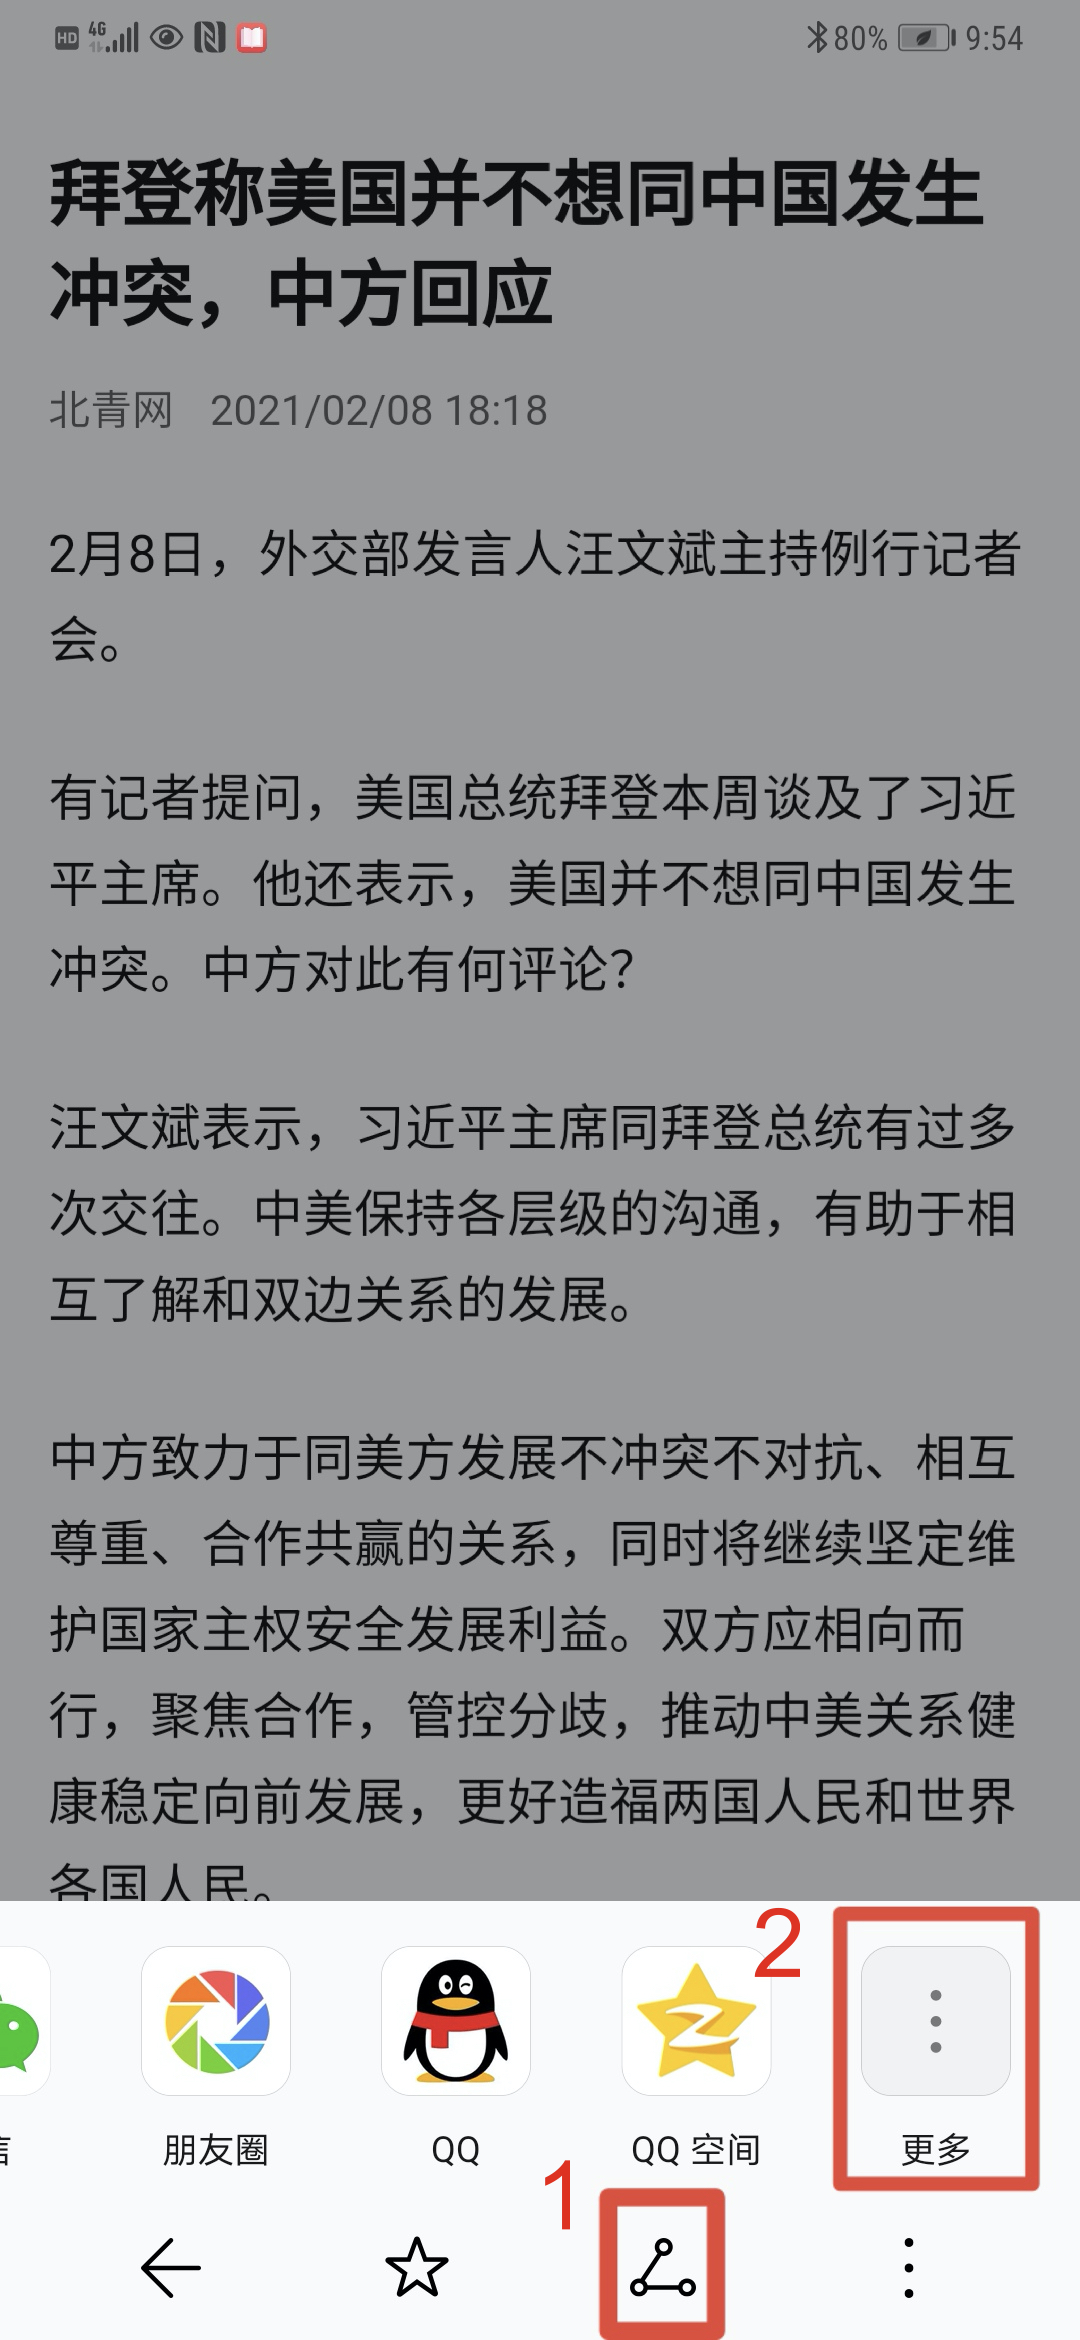 HD 4G 80% 9:54
拜登称美国并不想同中国发生
冲突，中方回应
北青网 2021/02/08 18:18
2月8日，外交部发言人汪文斌主持例行记者
会。
有记者提问，美国总统拜登本周谈及了习近
平主席。他还表示，美国并不想同中国发生
冲突。中方对此有何评论？
汪文斌表示，习近平主席同拜登总统有过多
次交往。中美保持各层级的沟通，有助于相
互了解和双边关系的发展。
中方致力于同美方发展不冲突不对抗、相互
尊重、合作共赢的关系，同时将继续坚定维
护国家主权安全发展利益。双方应相向而
行，聚焦合作，管控分歧，推动中美关系健
康稳定向前发展，更好造福两国人民和世界
各国人民。
2
信 朋友圈 QQ QQ 空间 更多
1